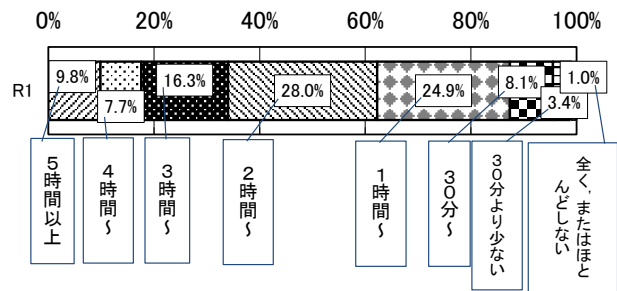 0% 20% 40% 60% 80% 100%
R1
9.8% 7.7% 16.3% 28.0% 24.9% 8.1% 3.4% 1.0%
5時間以上
4時間~
3時間~
2時間~
1時間~
30分~
30分より少ない
全く,またはほと
んどしない